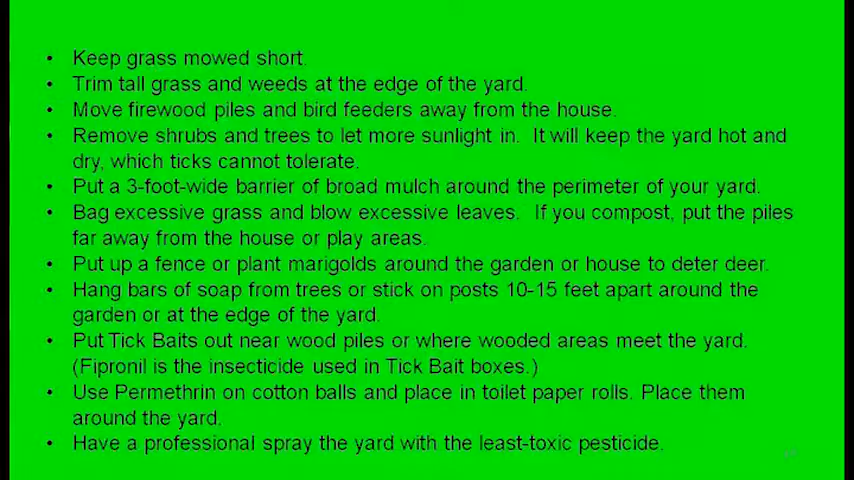 • Keep grass mowed short.
• Trim tall grass and weeds at the edge of the yard.
• Move firewood piles and bird feeders away from the house.
• Remove shrubs and trees to let more sunlight in. It will keep the yard hot and
dry, which ticks cannot tolerate.
• Put a 3-foot-wide barrier of broad mulch around the perimeter of your yard.
• Bag excessive grass and blow excessive leaves. If you compost, put the piles
far away from the house or play areas.
• Put up a fence or plant marigolds around the garden or house to deter deer.
• Hang bars of soap from trees or stick on posts 10-15 feet apart around the
garden or at the edge of the yard.
• Put Tick Baits out near wood piles or where wooded areas meet the yard.
(Fipronil is the insecticide used in Tick Bait boxes.)
• Use Permethrin on cotton balls and place in toilet paper rolls. Place them
around the yard.
• Have a professional spray the yard with the least-toxic pesticide.